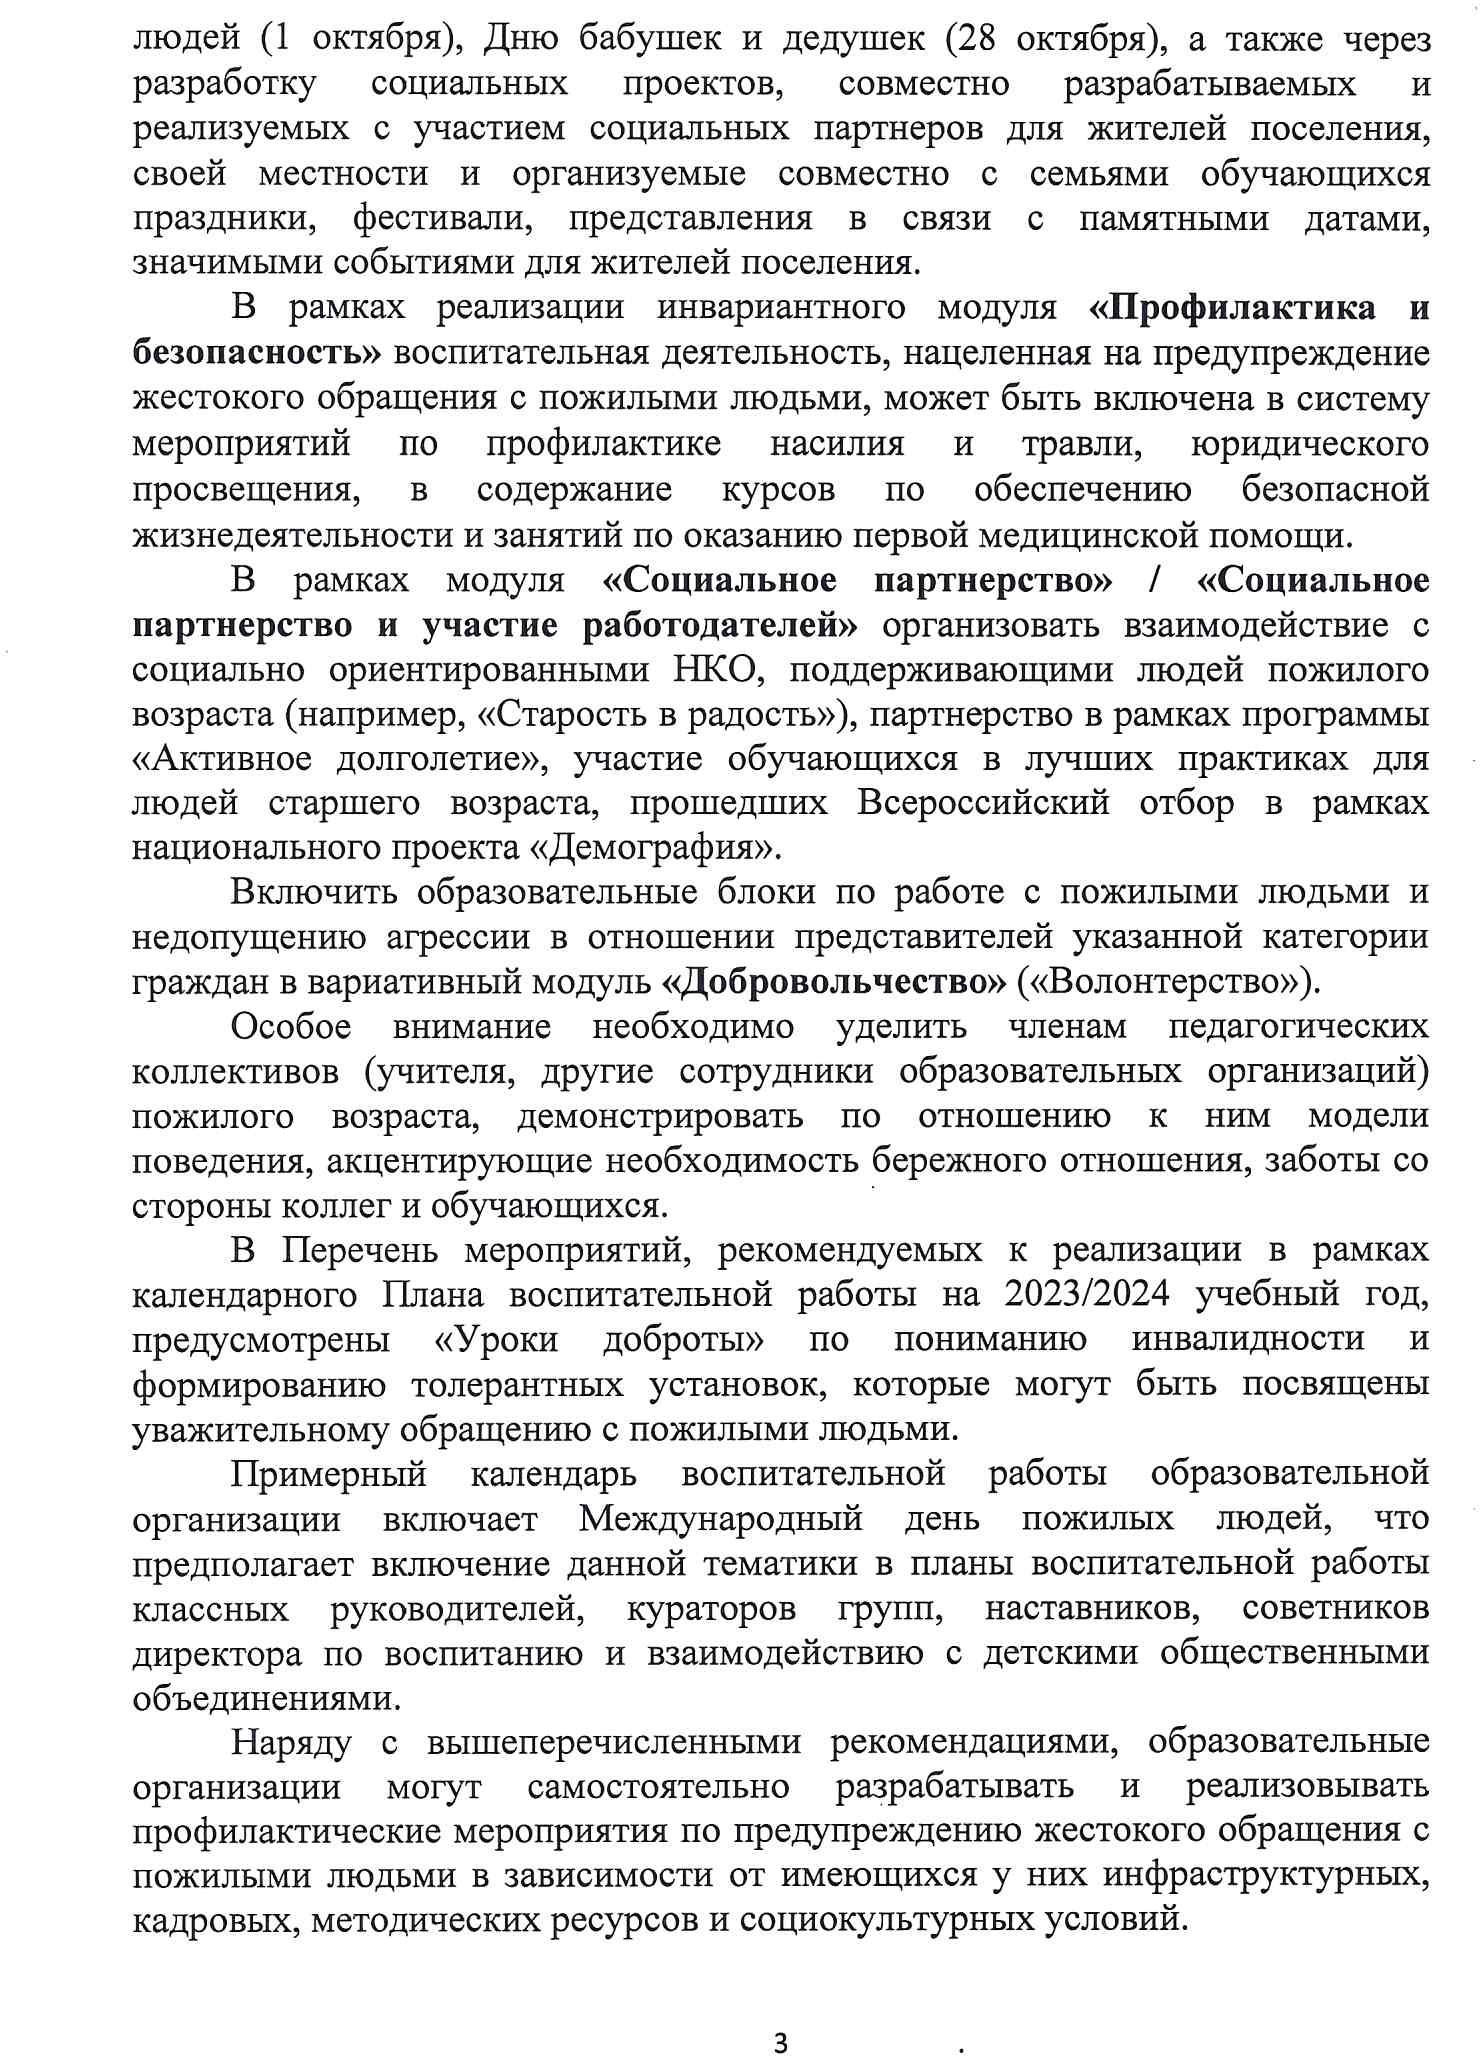 людей (1 октября), Дню бабушек и дедушек (28 октября), а также через
разработку социальных проектов, совместно разрабатываемых и
реализуемых с участием социальных партнеров для жителей поселения,
своей местности и организуемые совместно с семьями обучающихся
праздники, фестивали, представления в связи с памятными датами,
значимыми событиями для жителей поселения.
В рамках реализации инвариантного модуля «Профилактика и
безопасность» воспитательная деятельность, нацеленная на предупреждение
жестокого обращения с пожилыми людьми, может быть включена в систему
мероприятий по профилактике насилия и травли, юридического
просвещения, в содержание курсов по обеспечению безопасной
жизнедеятельности и занятий по оказанию первой медицинской помощи.
В рамках модуля «Социальное партнерство» / «Социальное
партнерство и участие работодателей» организовать взаимодействие с
социально ориентированными НКО, поддерживающими людей пожилого
возраста (например, «Старость в радость»), партнерство в рамках программы
«Активное долголетие», участие обучающихся в лучших практиках для
людей старшего возраста, прошедших Всероссийский отбор в рамках
национального проекта «Демография».
Включить образовательные блоки по работе с пожилыми людьми и
недопущению агрессии в отношении представителей указанной категории
граждан в вариативный модуль «Добровольчество» («Волонтерство»).
Особое внимание необходимо уделить членам педагогических
коллективов (учителя, другие сотрудники образовательных организаций)
пожилого возраста, демонстрировать по отношению к ним модели
поведения, акцентирующие необходимость бережного отношения, заботы со
стороны коллег и обучающихся.
В Перечень мероприятий, рекомендуемых к реализации в рамках
календарного Плана воспитательной работы на 2023/2024 учебный год,
предусмотрены «Уроки доброты» по пониманию инвалидности и
формированию толерантных установок, которые могут быть посвящены
уважительному обращению с пожилыми людьми.
Примерный календарь воспитательной работы образовательной
организации включает Международный день пожилых людей, что
предполагает включение данной тематики в планы воспитательной работы
классных руководителей, кураторов групп, наставников, советников
директора по воспитанию и взаимодействию с детскими общественными
объединениями.
Наряду с вышеперечисленными рекомендациями, образовательные
организации могут самостоятельно разрабатывать и реализовывать
профилактические мероприятия по предупреждению жестокого обращения с
пожилыми людьми в зависимости от имеющихся у них инфраструктурных,
кадровых, методических ресурсов и социокультурных условий.
3